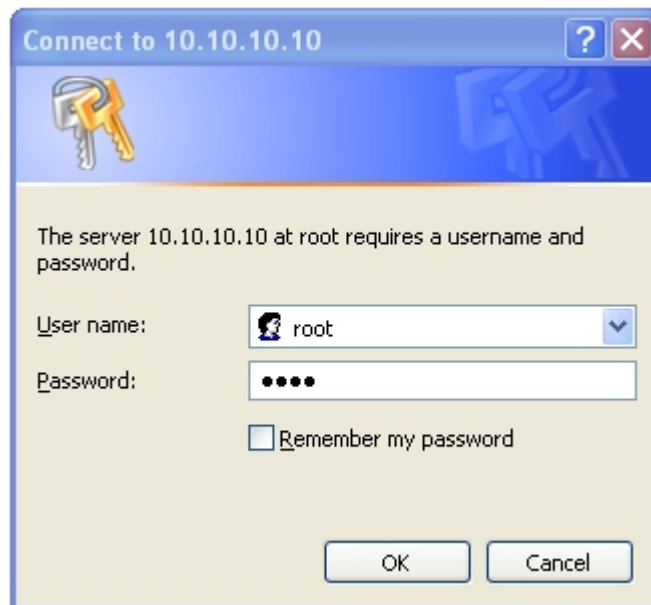 Connect to 10.10.10.10
The server 10.10.10.10 at root requires a username and
password.
User name:
root
Password:
••••
Remember my password
OK
Cancel